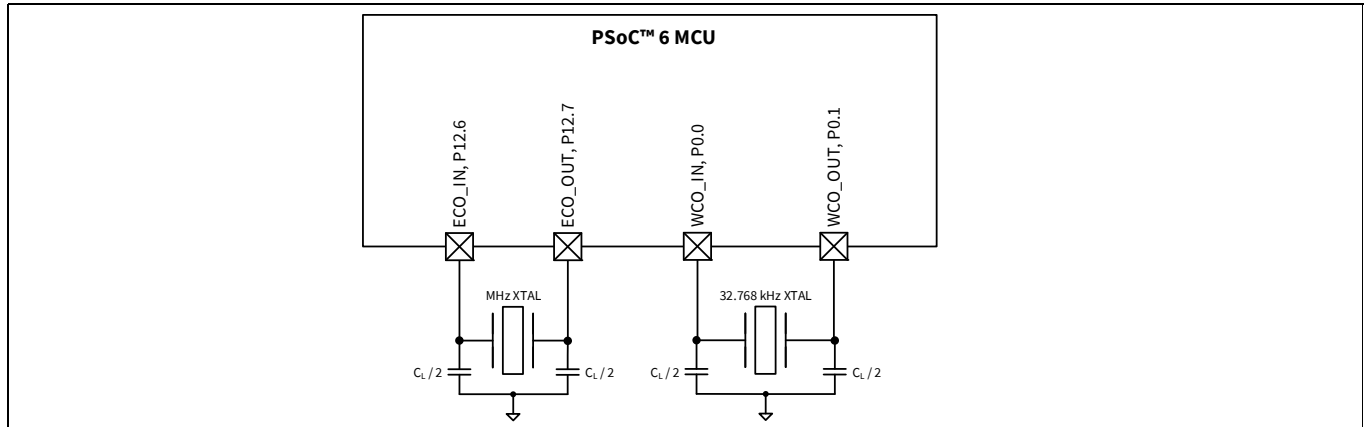 PSoC™ 6 MCU
ECO_IN, P12.6
ECO_OUT, P12.7
WCO_IN, P0.0
WCO_OUT, P0.1
MHz XTAL
32.768 kHz XTAL
CL / 2
CL / 2
CL / 2
CL / 2